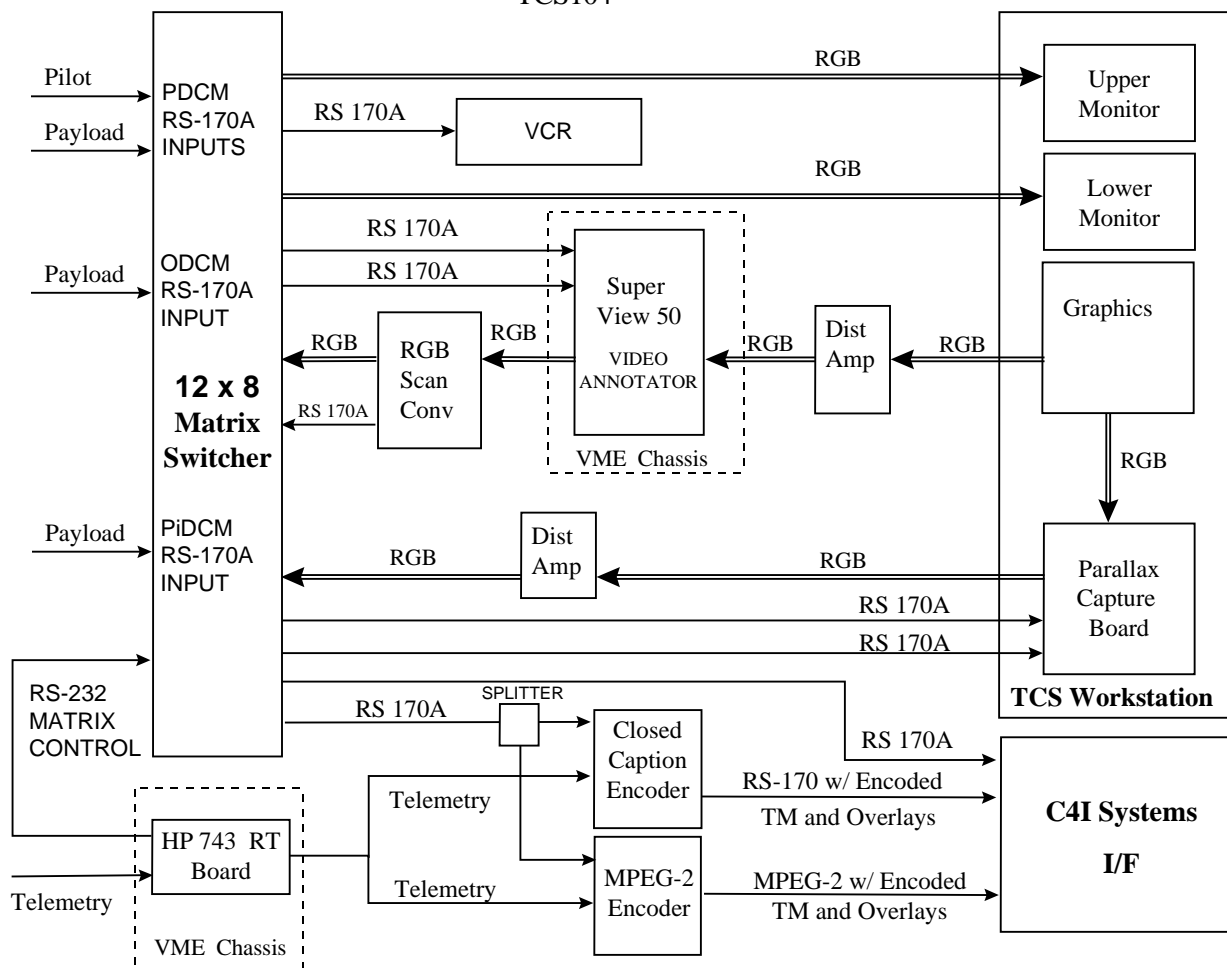 TCS104
Pilot
Payload
PDCM
RS-170A
INPUTS
RGB
Upper
Monitor
RS 170A
VCR
RGB
Lower
Monitor
RS 170A
RS 170A
Payload
ODCM
RS-170A
INPUT
Super
View 50
VIDEO
ANNOTATOR
Graphics
RGB
RGB
Scan
Conv
RGB
RGB
Dist
Amp
RGB
RS 170A
12 x 8
Matrix
Switcher
VME Chassis
RGB
Payload
PiDCM
RS-170A
INPUT
RGB
Dist
Amp
RGB
Parallax
Capture
Board
RS 170A
RS 170A
TCS Workstation
RS-232
MATRIX
CONTROL
RS 170A
SPLITTER
Closed
Caption
Encoder
RS 170A
RS-170 w/ Encoded
TM and Overlays
C4I Systems
I/F
Telemetry
HP 743 RT
Board
Telemetry
Telemetry
VME Chassis
MPEG-2
Encoder
MPEG-2 w/ Encoded
TM and Overlays